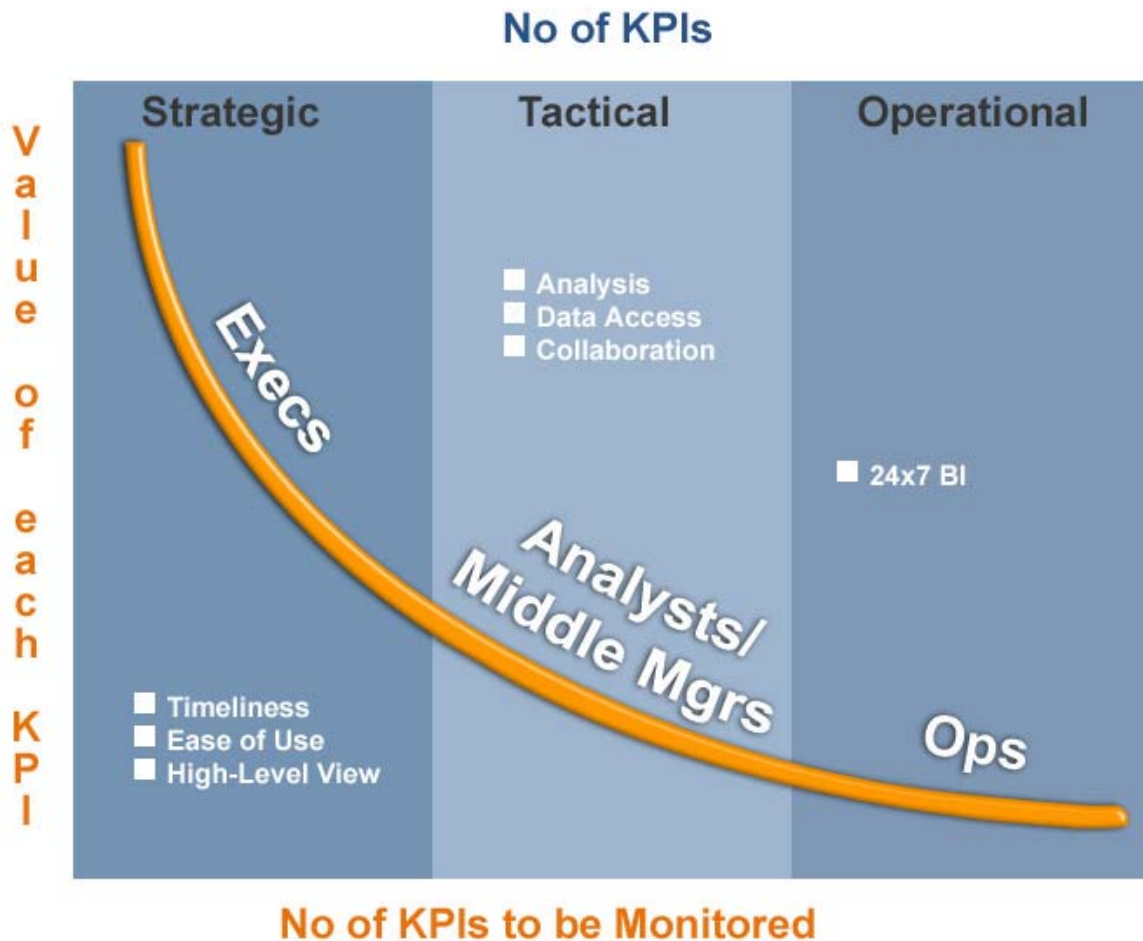 No of KPIs
Strategic
Tactical
Operational
Value of each KPI
Execs
Analysis
Data Access
Collaboration
24x7 BI
Analysts/
Middle Mgrs
Ops
Timeliness
Ease of Use
High-Level View
No of KPIs to be Monitored